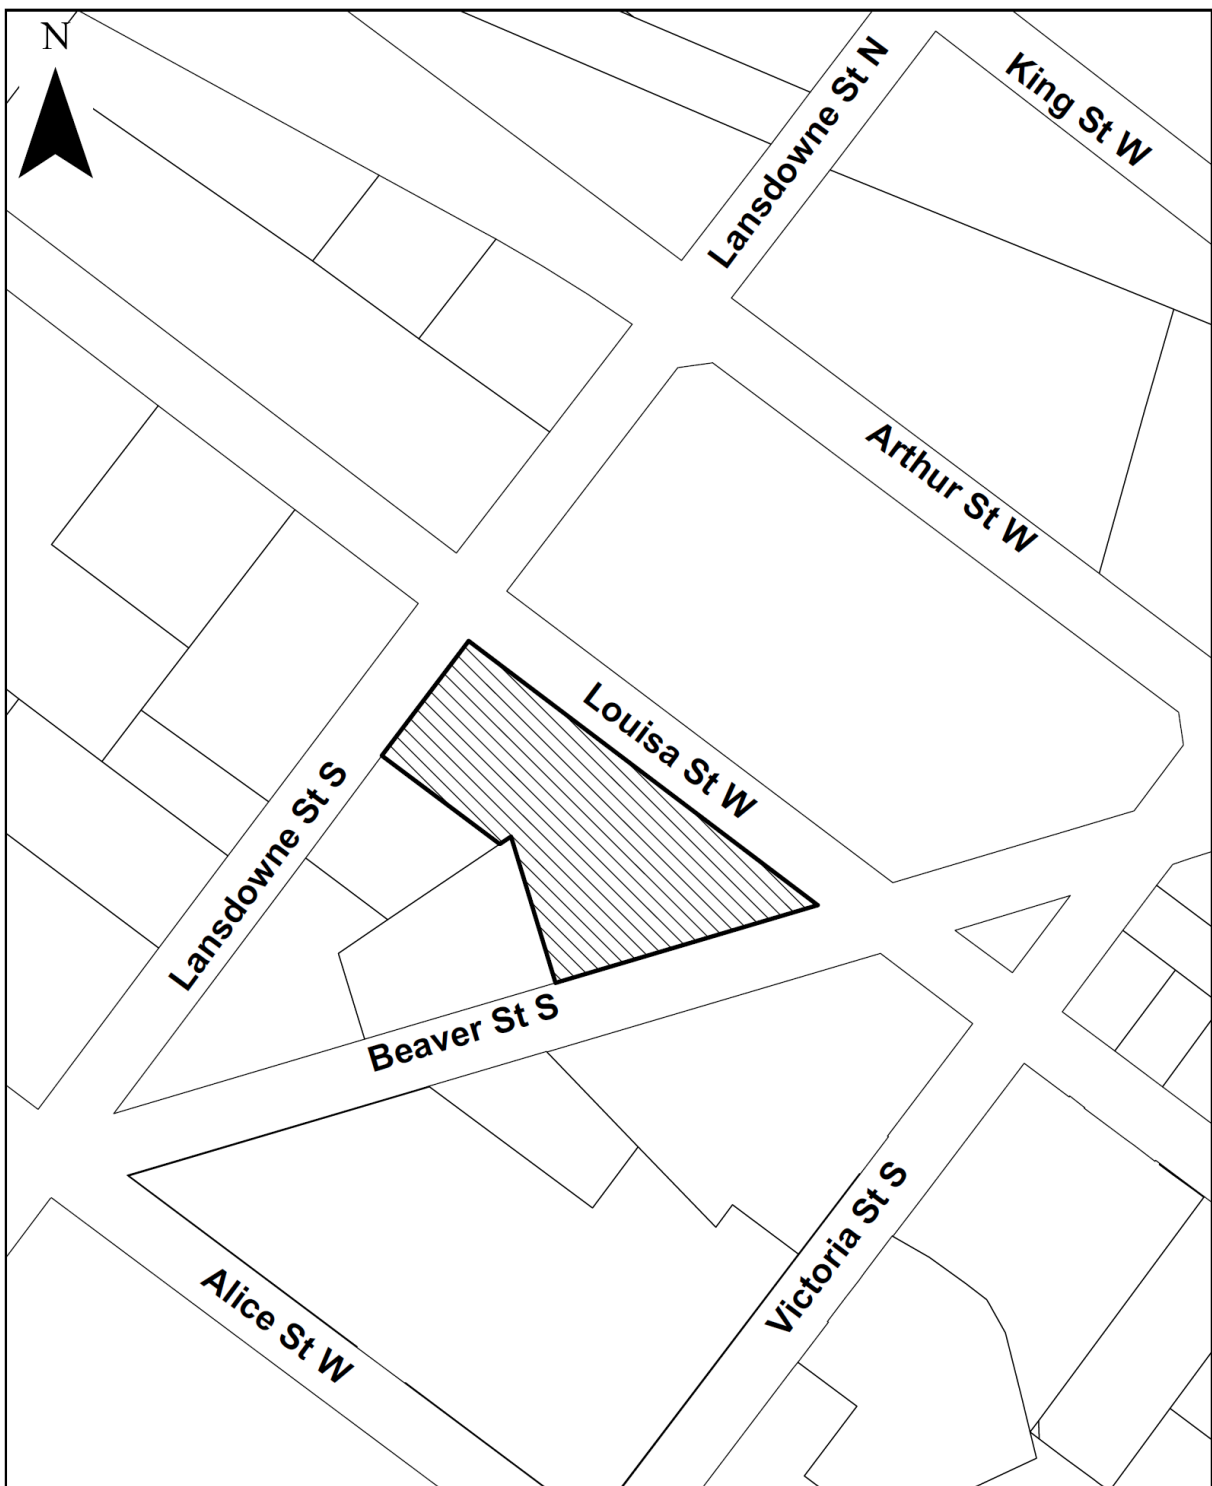 N
Lansdowne St N
King St W
Arthur St W
Louisa St W
Lansdowne St S
Beaver St S
Victoria St S
Alice St W